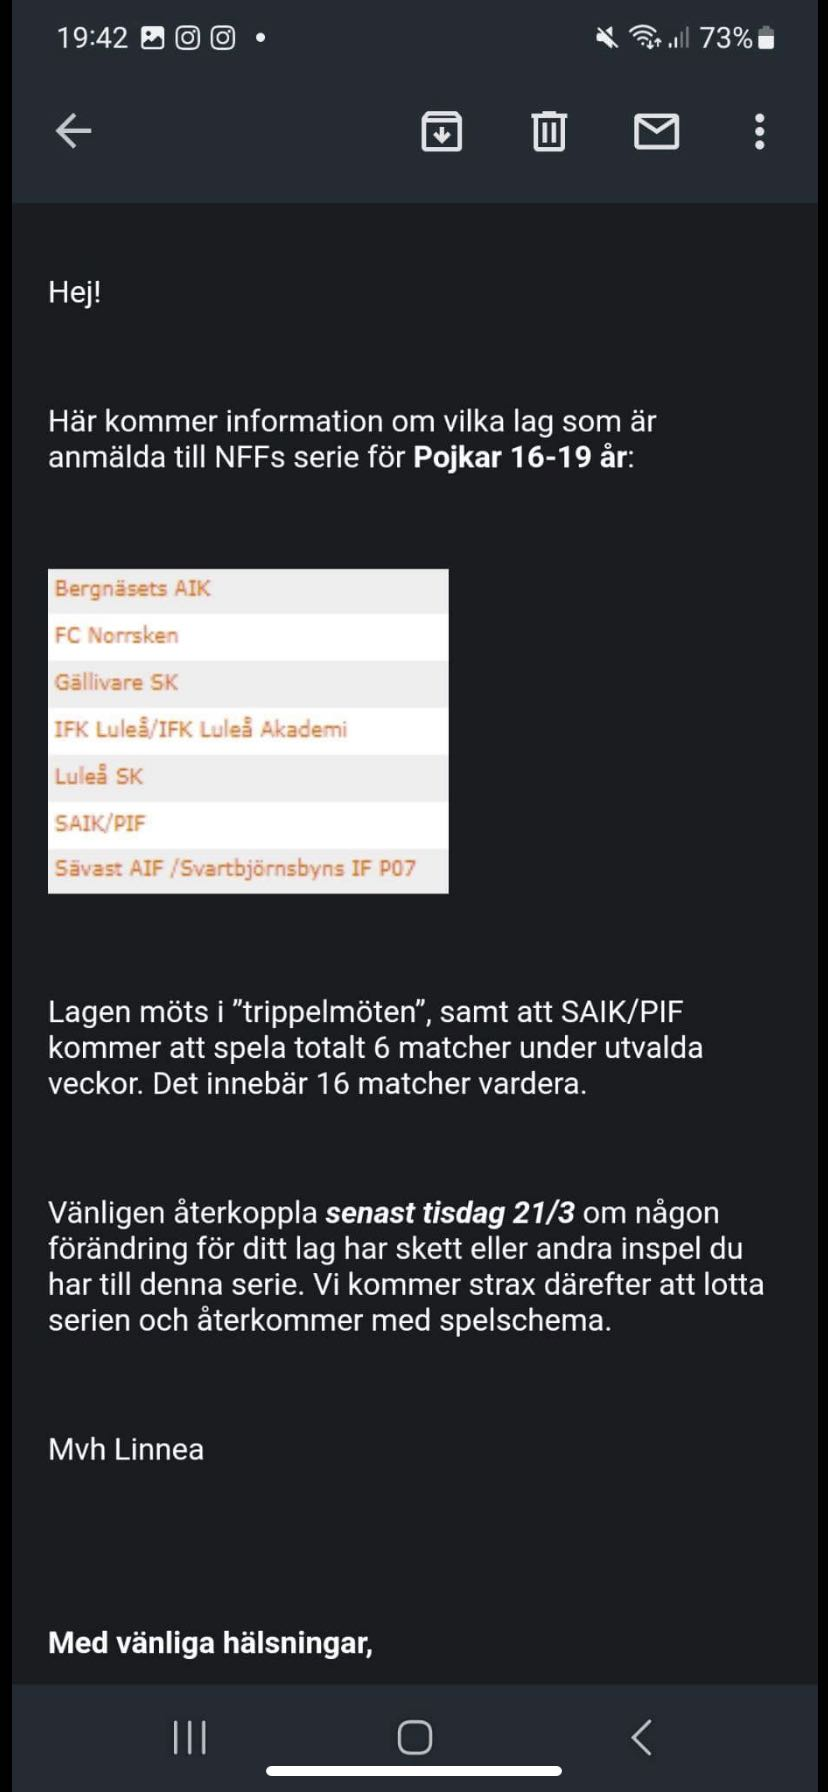 19:42
73%
Hej!
Här kommer information om vilka lag som är
anmälda till NFFs serie för Pojkar 16-19 år:
Bergnäsets AIK
FC Norrsken
Gällivare SK
IFK Luleå/IFK Luleå Akademi
Luleå SK
SAIK/PIF
Sävast AIF /Svartbjörnsbyns IF P07
Lagen möts i ”trippelmöten”, samt att SAIK/PIF
kommer att spela totalt 6 matcher under utvalda
veckor. Det innebär 16 matcher vardera.
Vänligen återkoppla senast tisdag 21/3 om någon
förändring för ditt lag har skett eller andra inspel du
har till denna serie. Vi kommer strax därefter att lotta
serien och återkommer med spelschema.
Mvh Linnea
Med vänliga hälsningar,